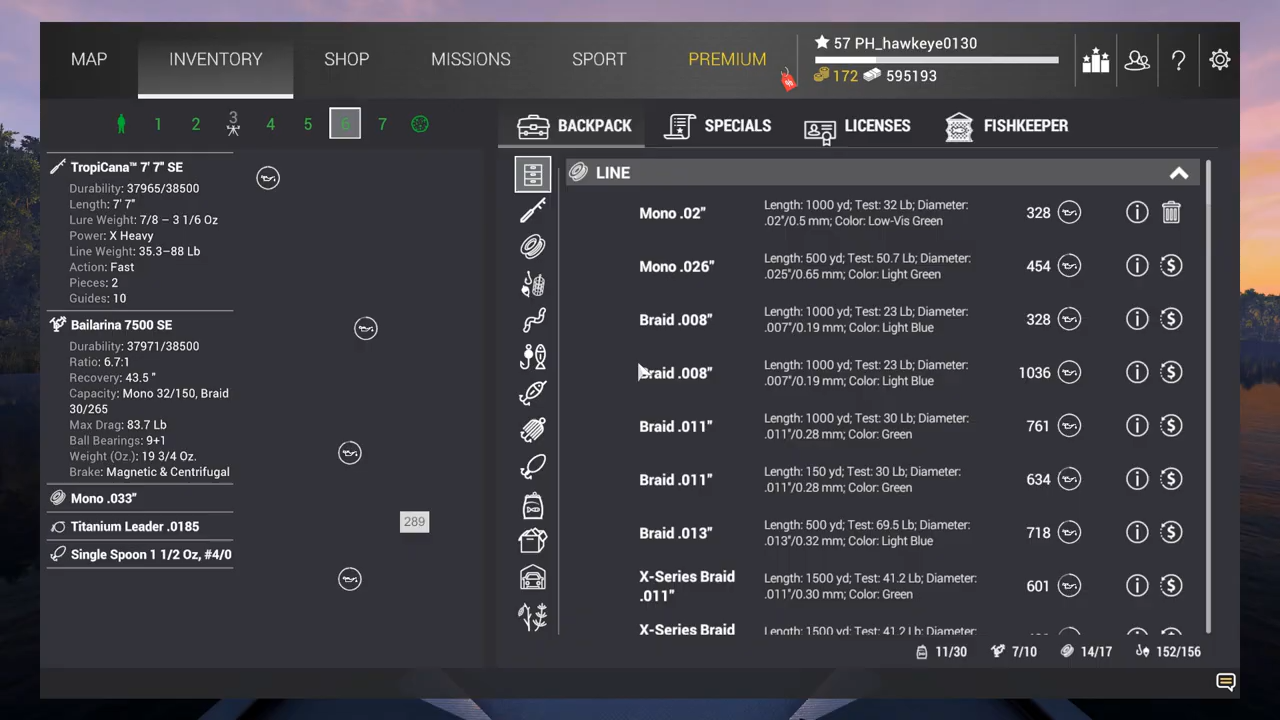 MAP INVENTORY SHOP MISSIONS SPORT PREMIUM
57 PH_hawkeye0130
172 595193
1 2 3 4 5 6 7
BACKPACK SPECIALS LICENSES FISHKEEPER
TropiCana™ 7' 7" SE
Durability: 37965/38500
Length: 7' 7"
Lure Weight: 7/8 – 3 1/6 Oz
Power: X Heavy
Line Weight: 35.3–88 Lb
Action: Fast
Pieces: 2
Guides: 10
Bailarina 7500 SE
Durability: 37971/38500
Ratio: 6.7:1
Recovery: 43.5 "
Capacity: Mono 32/150, Braid
30/265
Max Drag: 83.7 Lb
Ball Bearings: 9+1
Weight (Oz.): 19 3/4 Oz.
Brake: Magnetic & Centrifugal
Mono .033"
Titanium Leader .0185
289
Single Spoon 1 1/2 Oz, #4/0
LINE
Mono .02" Length: 1000 yd; Test: 32 Lb; Diameter: 328
.02"/0.5 mm; Color: Low-Vis Green
Mono .026" Length: 500 yd; Test: 50.7 Lb; Diameter: 454
.025"/0.65 mm; Color: Light Green
Braid .008" Length: 1000 yd; Test: 23 Lb; Diameter: 328
.007"/0.19 mm; Color: Light Blue
Braid .008" Length: 1000 yd; Test: 23 Lb; Diameter: 1036
.007"/0.19 mm; Color: Light Blue
Braid .011" Length: 1000 yd; Test: 30 Lb; Diameter: 761
.011"/0.28 mm; Color: Green
Braid .011" Length: 150 yd; Test: 30 Lb; Diameter: 634
.011"/0.28 mm; Color: Green
Braid .013" Length: 500 yd; Test: 69.5 Lb; Diameter: 718
.013"/0.32 mm; Color: Light Blue
X-Series Braid Length: 1500 yd; Test: 41.2 Lb; Diameter: 601
.011" .011"/0.30 mm; Color: Green
X-Series Braid Length: 1500 yd; Test: 41.2 Lb; Diameter:
11/30 7/10 14/17 152/156